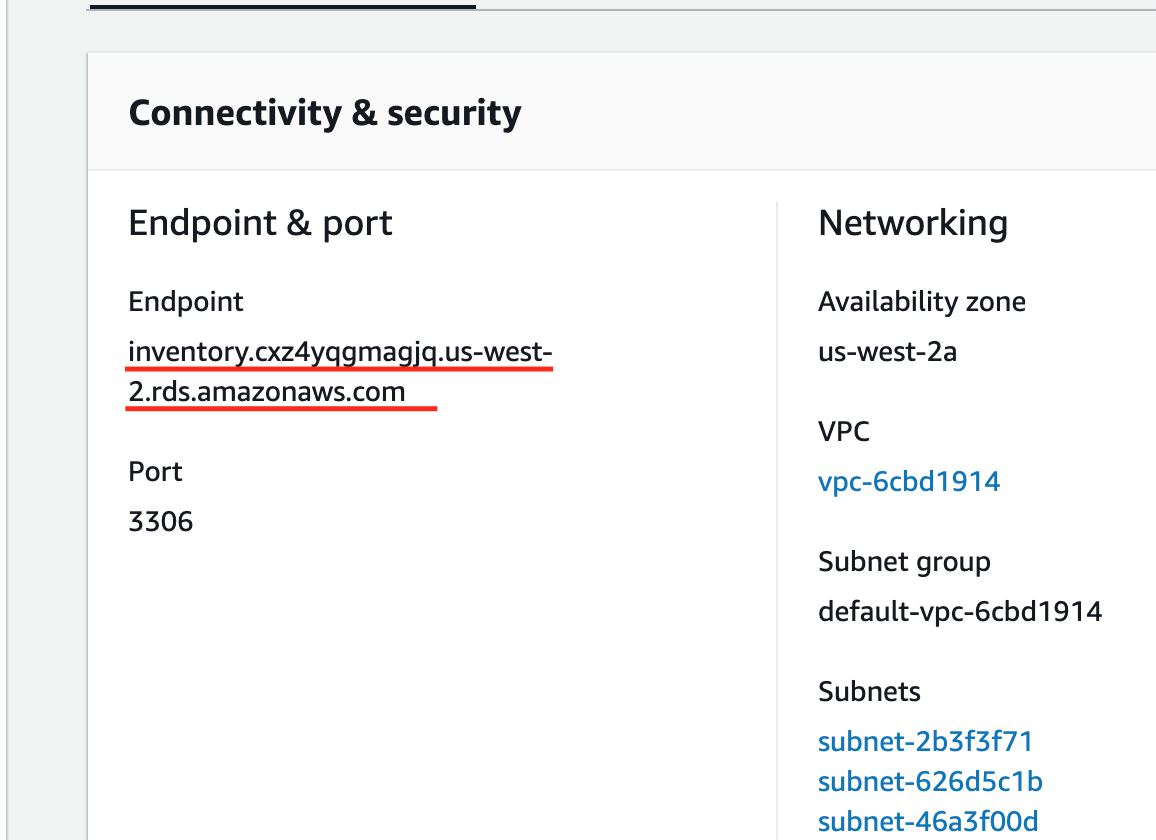 Connectivity & security
Endpoint & port
Endpoint
inventory.cxz4yqgmagjq.us-west-
2.rds.amazonaws.com
Port
3306
Networking
Availability zone
us-west-2a
VPC
vpc-6cbd1914
Subnet group
default-vpc-6cbd1914
Subnets
subnet-2b3f3f71
subnet-626d5c1b
subnet-46a3f00d